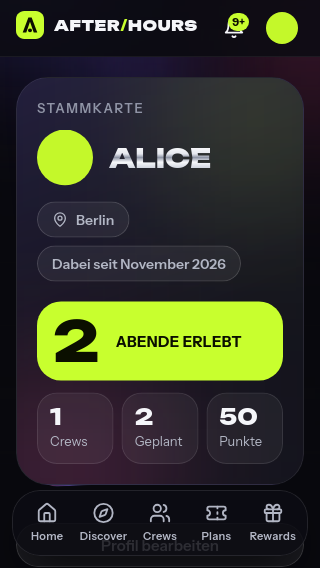 AFTER/HOURS
9+
STAMMKARTE
ALICE
Berlin
Dabei seit November 2026
2 ABENDE ERLEBT
1 2 50
Crews Geplant Punkte
Home Discover Crews Plans Rewards
Profil bearbeiten